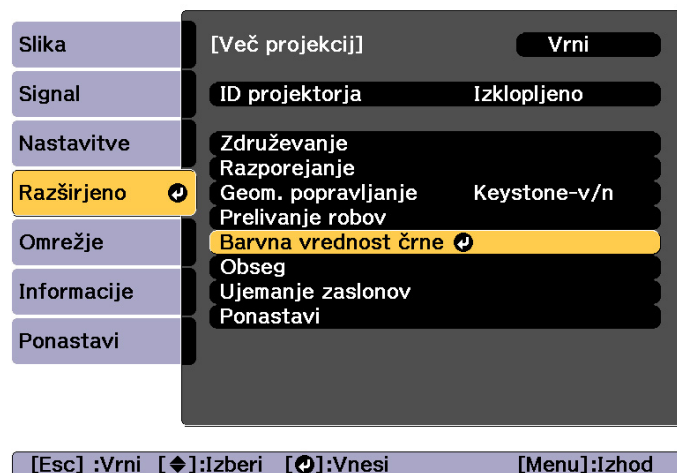 Slika
Signal
Nastavitve
Razširjeno
Omrežje
Informacije
Ponastavi
[Več projekcij] Vrni
ID projektorja Izklopljeno
Združevanje
Razporejanje
Geom. popravljanje Keystone-v/n
Prelivanje robov
Barvna vrednost črne
Obseg
Ujemanje zaslonov
Ponastavi
[Esc] :Vrni [◆]:Izberi [↵]:Vnesi [Menu]:Izhod